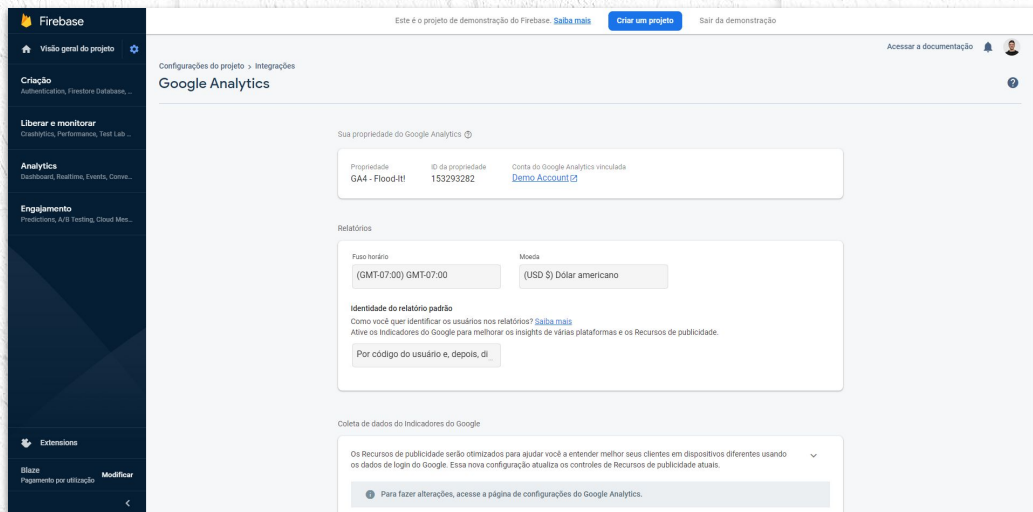 Firebase
Este é o projeto de demonstração do Firebase. Saiba mais
Criar um projeto
Sair da demonstração
Visão geral do projeto
Acessar a documentação
Criação
Authentication, Firestore Database, ...
Liberar e monitorar
Crashlytics, Performance, Test Lab ...
Analytics
Dashboard, Realtime, Events, Conve...
Engajamento
Predictions, A/B Testing, Cloud Mes...
Extensions
Blaze
Pagamento por utilização
Modificar
Configurações do projeto > Integrações
Google Analytics
Sua propriedade do Google Analytics
Propriedade
GA4 - Flood-It!
ID da propriedade
153293282
Conta do Google Analytics vinculada
Demo Account
Relatórios
Fuso horário
(GMT-07:00) GMT-07:00
Moeda
(USD $) Dólar americano
Identidade do relatório padrão
Como você quer identificar os usuários nos relatórios? Saiba mais
Ative os Indicadores do Google para melhorar os insights de várias plataformas e os Recursos de publicidade.
Por código do usuário e, depois, di...
Coleta de dados do Indicadores do Google
Os Recursos de publicidade serão otimizados para ajudar você a entender melhor seus clientes em dispositivos diferentes usando
os dados de login do Google. Essa nova configuração atualiza os controles de Recursos de publicidade atuais.
Para fazer alterações, acesse a página de configurações do Google Analytics.